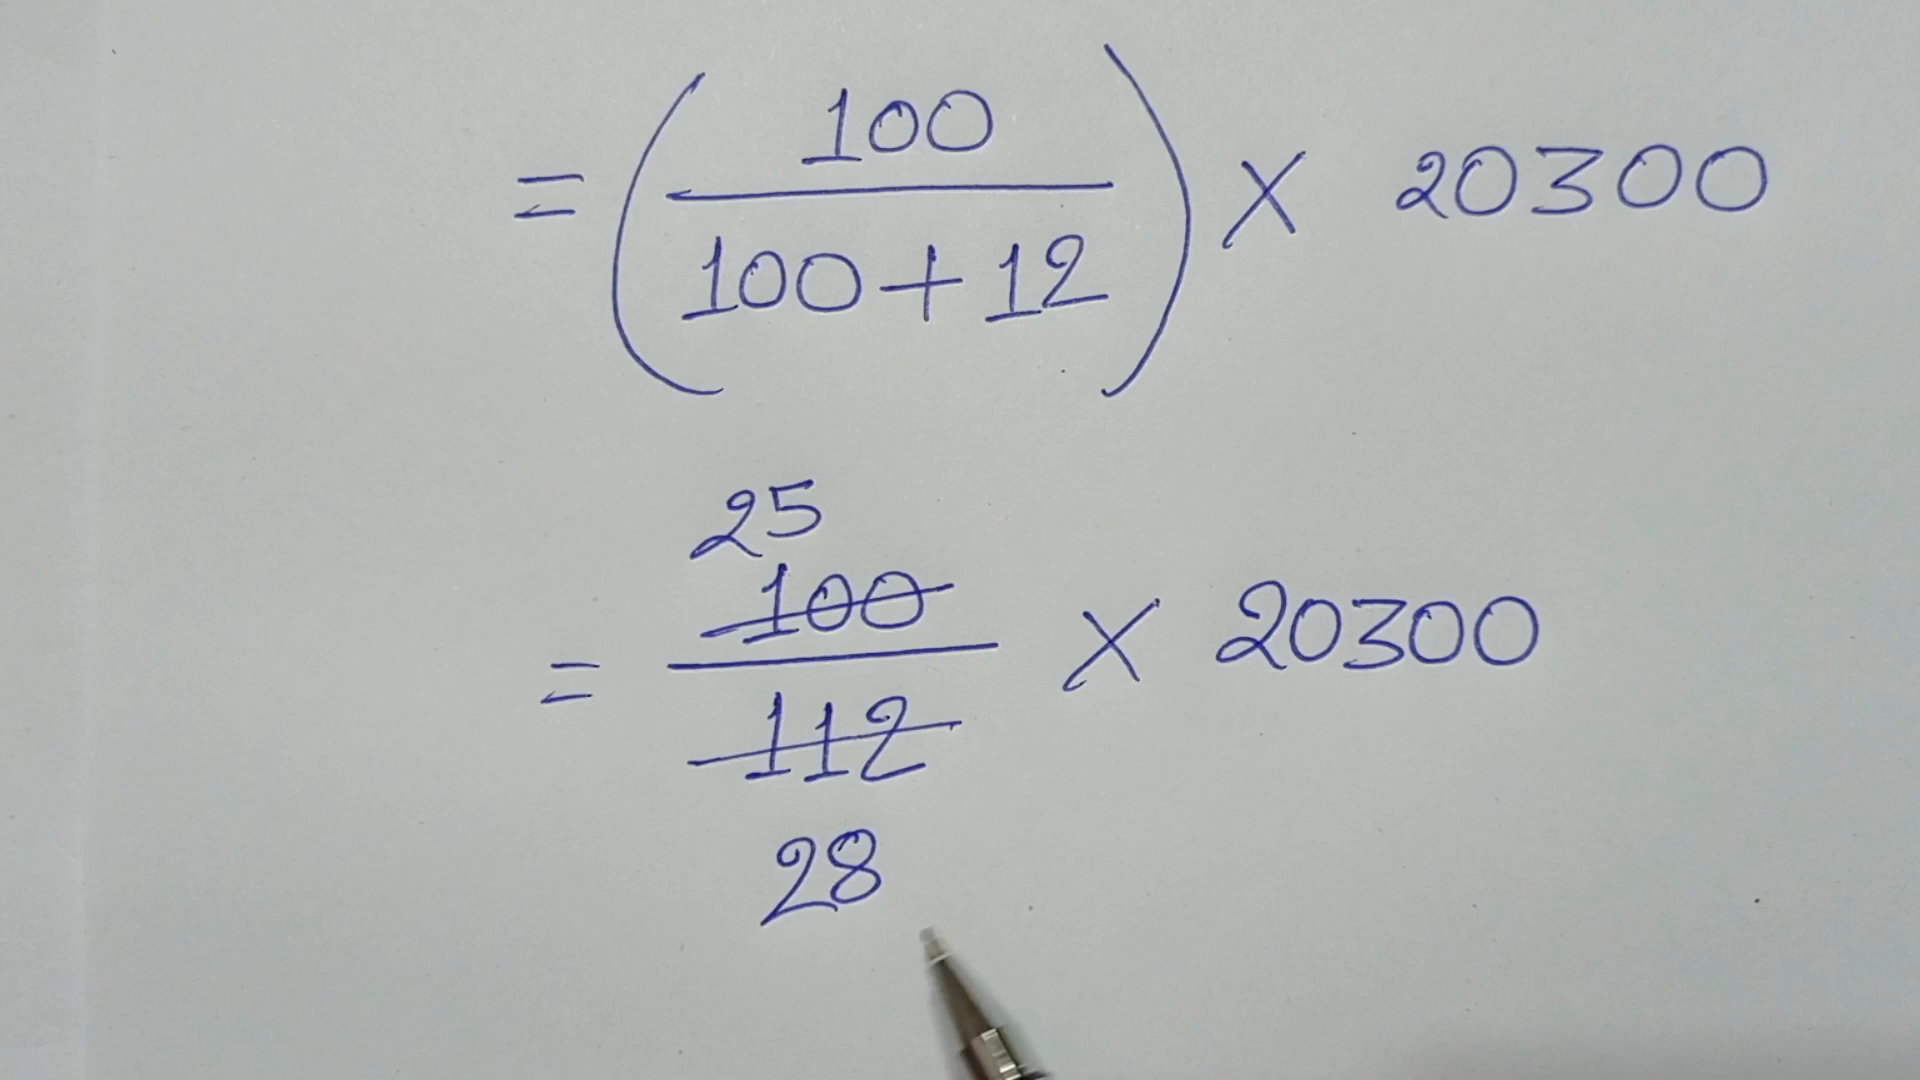 = ( 100 / 100 + 12 ) × 20300
25
= 100 / 112 × 20300
28